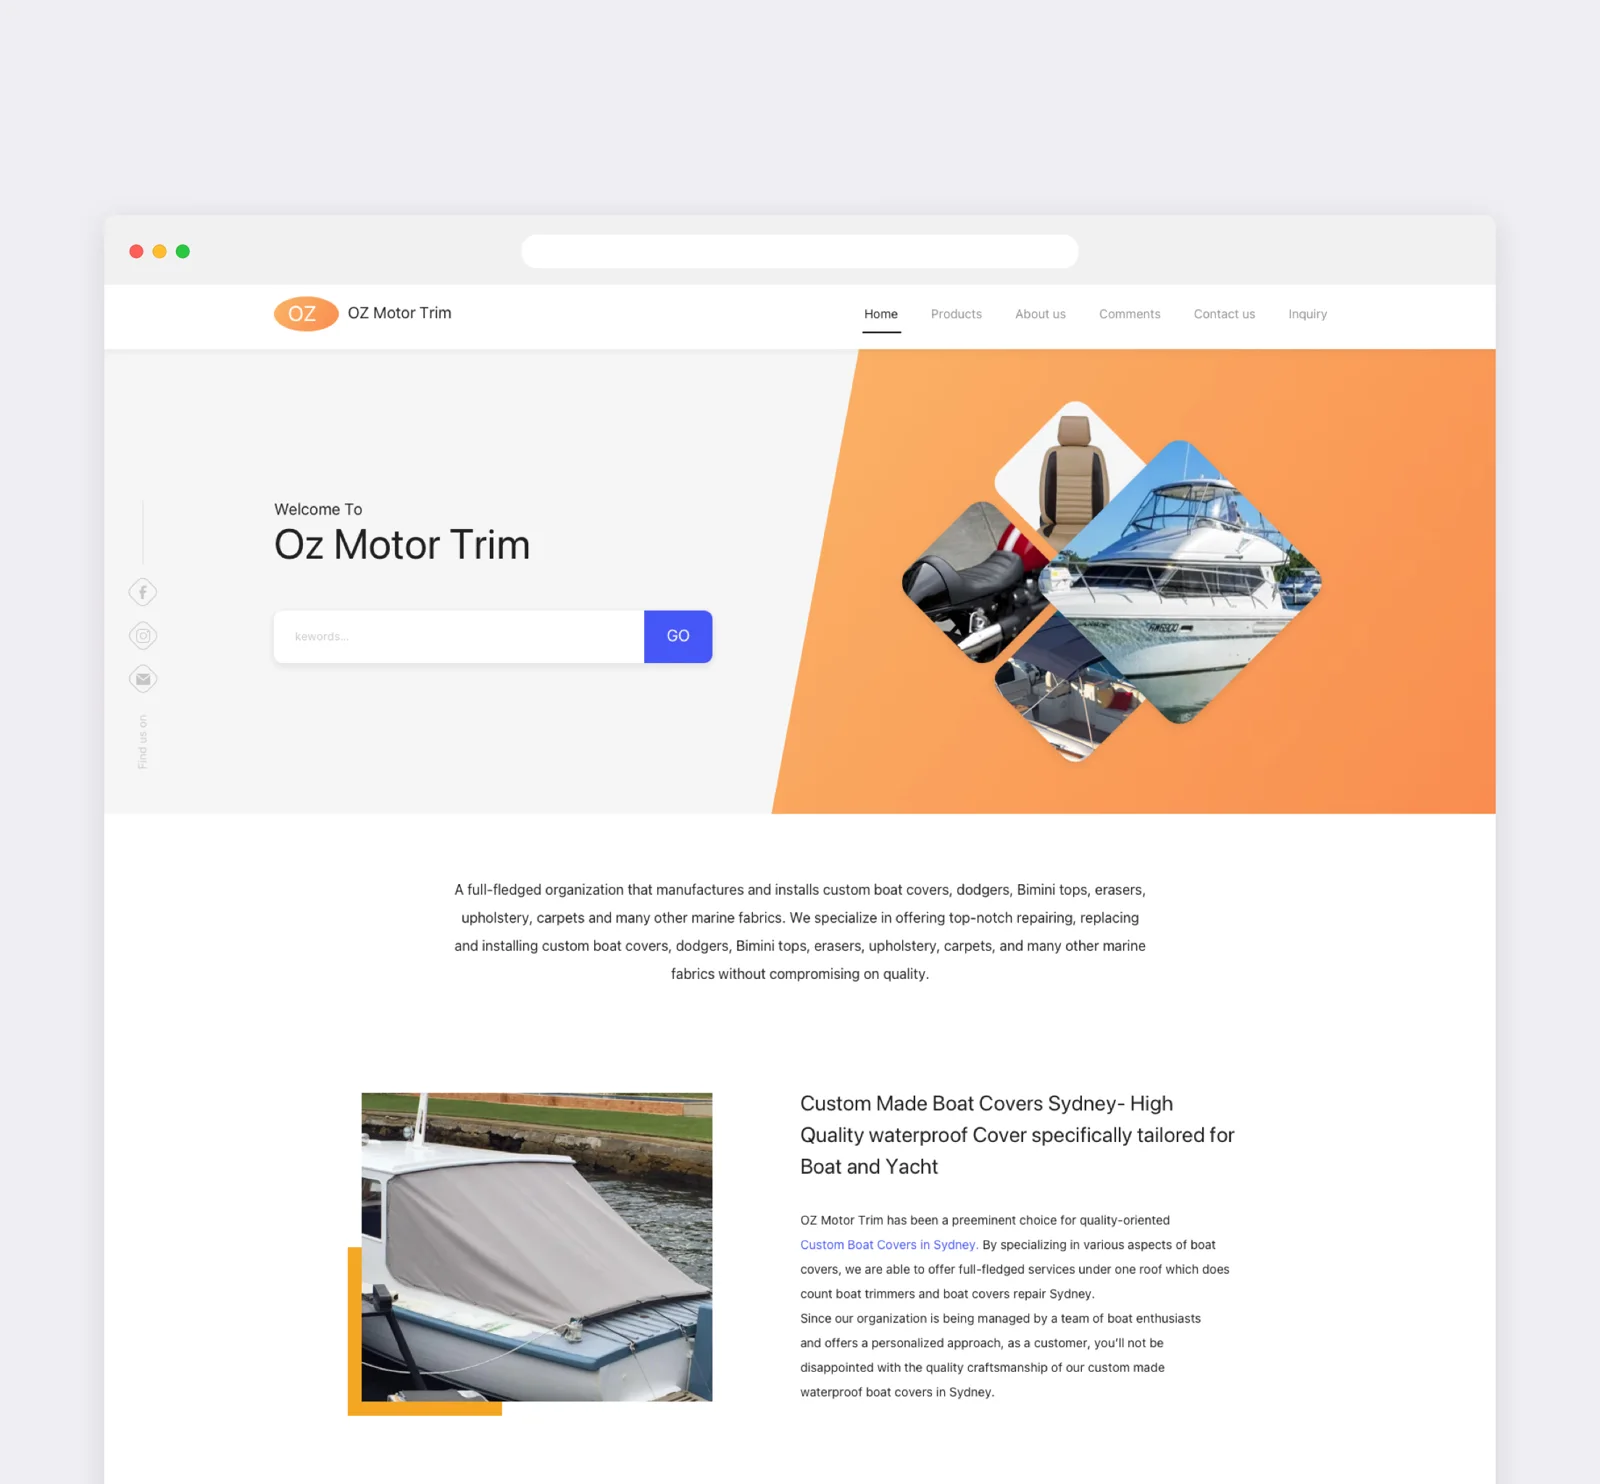 OZ
OZ Motor Trim
Home
Products
About us
Comments
Contact us
Inquiry
Welcome To
Oz Motor Trim
kewords...
GO
Find us on
A full-fledged organization that manufactures and installs custom boat covers, dodgers, Bimini tops, erasers,
upholstery, carpets and many other marine fabrics. We specialize in offering top-notch repairing, replacing
and installing custom boat covers, dodgers, Bimini tops, erasers, upholstery, carpets, and many other marine
fabrics without compromising on quality.
Custom Made Boat Covers Sydney- High
Quality waterproof Cover specifically tailored for
Boat and Yacht
OZ Motor Trim has been a preeminent choice for quality-oriented
Custom Boat Covers in Sydney. By specializing in various aspects of boat
covers, we are able to offer full-fledged services under one roof which does
count boat trimmers and boat covers repair Sydney.
Since our organization is being managed by a team of boat enthusiasts
and offers a personalized approach, as a customer, you'll not be
disappointed with the quality craftsmanship of our custom made
waterproof boat covers in Sydney.